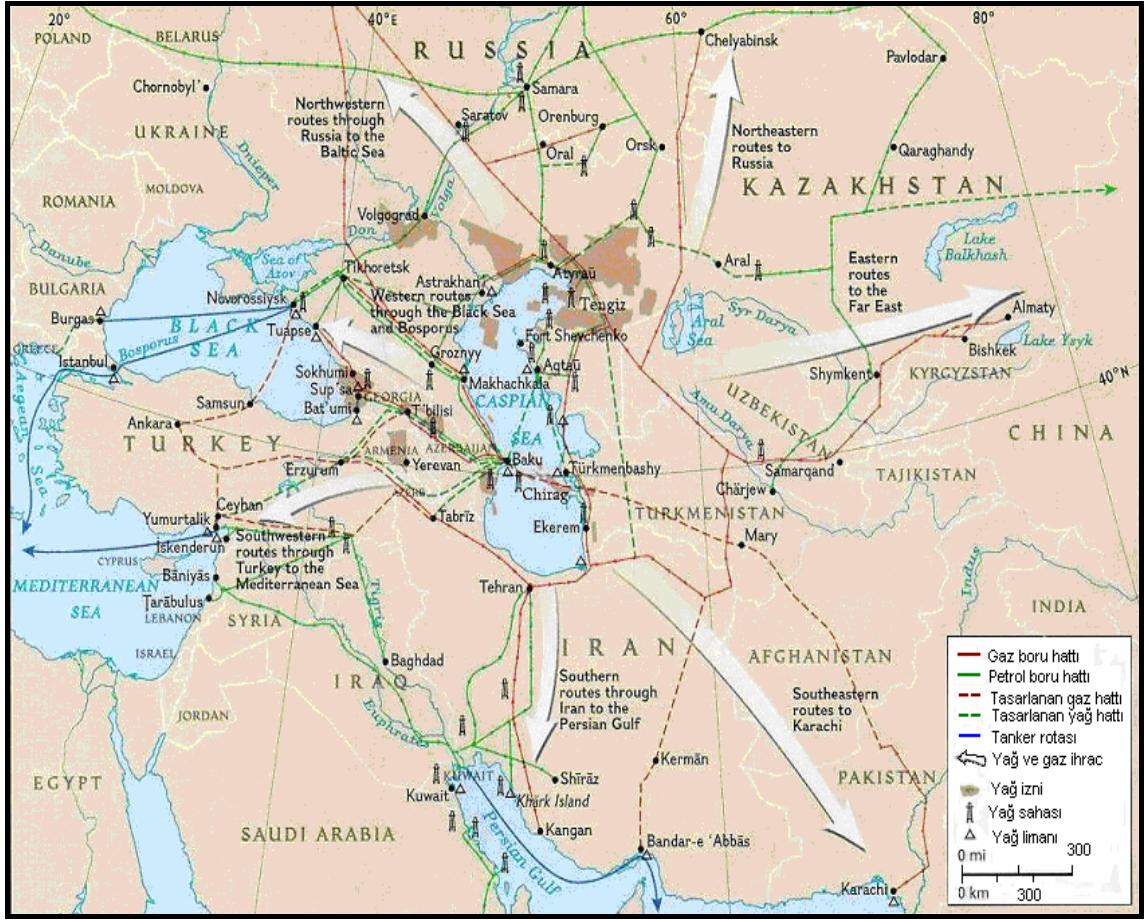 20°
40°E
60°
80°
POLAND
BELARUS
RUSSIA
Chelyabinsk
Pavlodar
Chornobyl'
Samara
Northwestern
routes through
Russia to the
Baltic Sea
Saratov
Orenburg
Northeastern
routes to
Russia
UKRAINE
Oral
Orsk
Qaraghandy
Dnieper
KAZAKHSTAN
MOLDOVA
ROMANIA
Volgograd
Volga
Don
Lake
Balkhash
Danube
Sea of
Azov
Tikhoretsk
Astrakhan
Atyraū
Aral
Eastern
routes
to the
Far East
BULGARIA
Novorossiysk
Western routes
through the Black Sea
and Bosporus
Tengiz
Almaty
Burgas
BLACK
SEA
Tuapse
Fort Shevchenko
Aral
Sea
Syr Darya
Bishkek
Lake Ysyk
GREECE
Istanbul
Bosporus
Groznyy
Aqtaū
Sokhumi
Makhachkala
Shymkent
KYRGYZSTAN
40°N
Sup'sa
GEORGIA
CASPIAN
SEA
UZBEKISTAN
Aegean Sea
Samsun
Bat'umi
T'bilisi
Amu Darya
CHINA
Ankara
TURKEY
ARMENIA
AZERBAIJAN
Erzurum
Yerevan
Baku
Türkmenbashy
Samarqand
TAJIKISTAN
AZERB
Chirag
Chärjew
Ceyhan
Tabrīz
TURKMENISTAN
Yumurtalik
Ekerem
Mary
İskenderun
Southwestern
routes through
Turkey to the
Mediterranean Sea
CYPRUS
Bāniyās
MEDITERRANEAN
SEA
Ṭarābulus
LEBANON
Tehran
Indus
SYRIA
Tigris
INDIA
ISRAEL
IRAN
Baghdad
AFGHANISTAN
IRAQ
Southern
routes through
Iran to the
Persian Gulf
Southeastern
routes to
Karachi
JORDAN
Euphrates
Kermān
EGYPT
KUWAIT
Shīrāz
PAKISTAN
Kuwait
Khārk Island
SAUDI ARABIA
Persian Gulf
Kangan
Bandar-e 'Abbās
Karachi
Gaz boru hattı
Petrol boru hattı
Tasarlanan gaz hattı
Tasarlanan yağ hattı
Tanker rotası
Yağ ve gaz ihrac
Yağ izni
Yağ sahası
Yağ limanı
0 mi 300
0 km 300